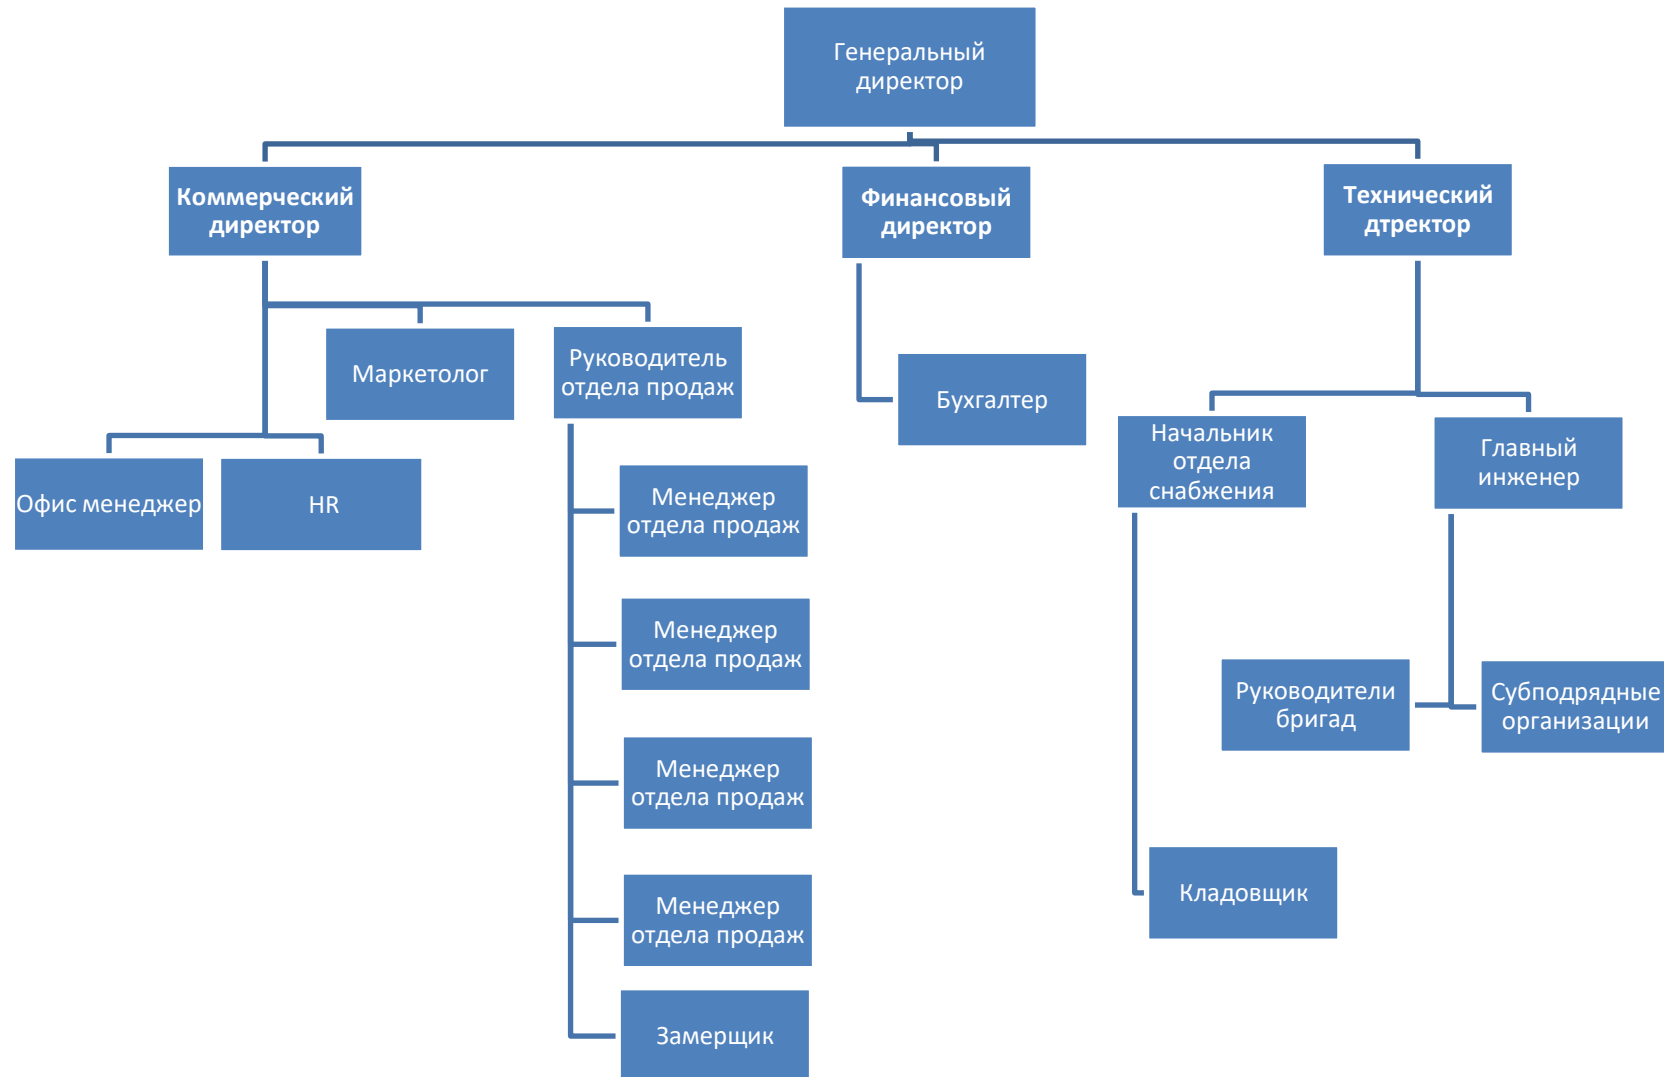 Генеральный
директор
Коммерческий
директор
Финансовый
директор
Технический
дтректор
Маркетолог
Руководитель
отдела продаж
Бухгалтер
Начальник
отдела
снабжения
Главный
инженер
Офис менеджер
HR
Менеджер
отдела продаж
Менеджер
отдела продаж
Руководители
бригад
Субподрядные
организации
Менеджер
отдела продаж
Менеджер
отдела продаж
Кладовщик
Замерщик